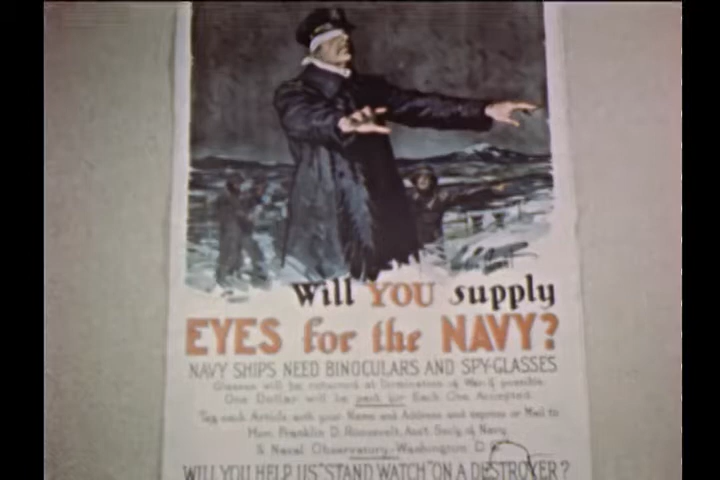 Will YOU supply
EYES for the NAVY?
NAVY SHIPS NEED BINOCULARS AND SPY-GLASSES
Glasses will be returned at termination of War, if possible.
One Dollar will be paid for Each One Accepted.
Tag each Article with your Name and Address and express or Mail to
Hon. Franklin D. Roosevelt, Asst. Sec'y. of Navy
Naval Observatory-Washington D.
WILL YOU HELP US "STAND WATCH" ON A DESTROYER?